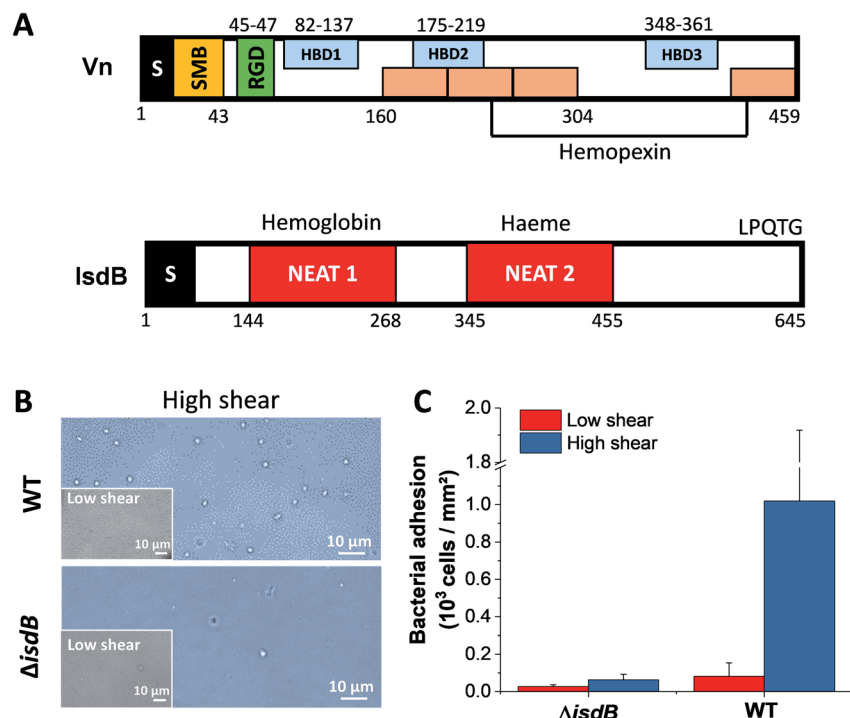 A
45-47 82-137 175-219 348-361
Vn
S SMB RGD HBD1 HBD2 HBD3
1 43 160 304 459
Hemopexin
Hemoglobin Haeme LPQTG
IsdB
S NEAT 1 NEAT 2
1 144 268 345 455 645
B
High shear
WT
Low shear
10 µm 10 µm
ΔisdB
Low shear
10 µm 10 µm
C
Low shear
High shear
Bacterial adhesion
(10³ cells / mm²)
2.0
1.8
1.0
0.8
0.6
0.4
0.2
0.0
ΔisdB WT